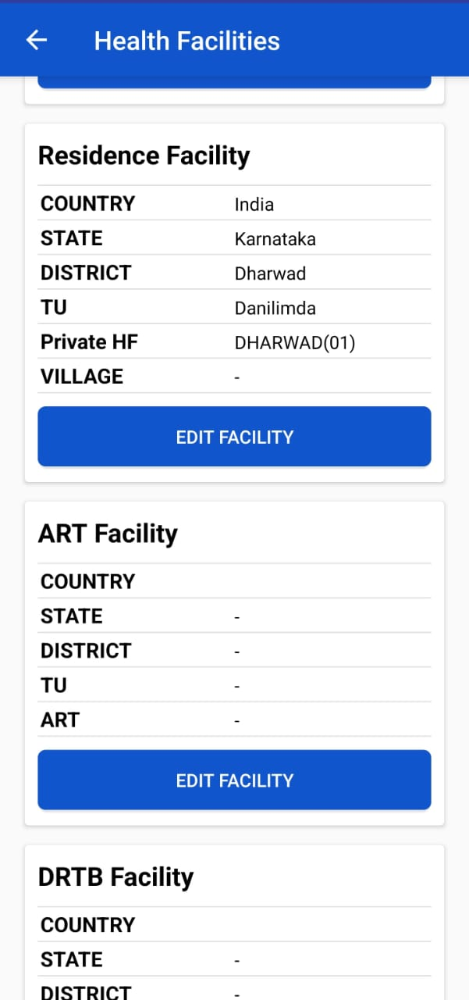 Health Facilities
Residence Facility
COUNTRY India
STATE Karnataka
DISTRICT Dharwad
TU Danilimda
Private HF DHARWAD(01)
VILLAGE -
EDIT FACILITY
ART Facility
COUNTRY
STATE -
DISTRICT -
TU -
ART -
EDIT FACILITY
DRTB Facility
COUNTRY
STATE -
DISTRICT -